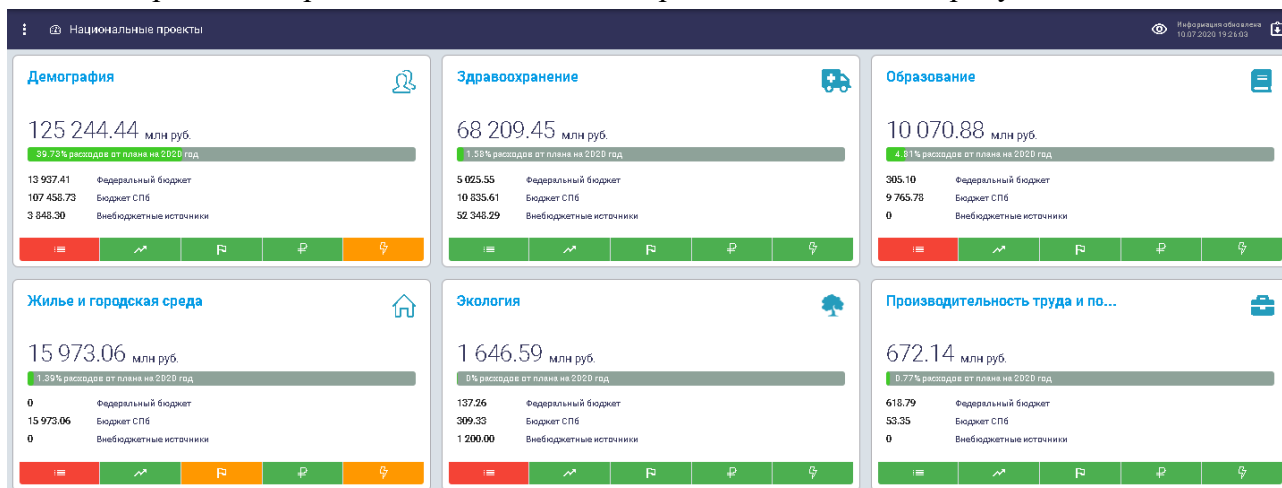 Национальные проекты
Информация обновлена
10.07.2020 19:26:03
Демография
125 244.44 млн руб.
39.73% расходов от плана на 2020 год
13 937.41 Федеральный бюджет
107 458.73 Бюджет СПб
3 848.30 Внебюджетные источники
Здравоохранение
68 209.45 млн руб.
1.58% расходов от плана на 2020 год
5 025.55 Федеральный бюджет
10 835.61 Бюджет СПб
52 348.29 Внебюджетные источники
Образование
10 070.88 млн руб.
4.81% расходов от плана на 2020 год
305.10 Федеральный бюджет
9 765.78 Бюджет СПб
0 Внебюджетные источники
Жилье и городская среда
15 973.06 млн руб.
1.39% расходов от плана на 2020 год
0 Федеральный бюджет
15 973.06 Бюджет СПб
0 Внебюджетные источники
Экология
1 646.59 млн руб.
0% расходов от плана на 2020 год
137.26 Федеральный бюджет
309.33 Бюджет СПб
1 200.00 Внебюджетные источники
Производительность труда и по...
672.14 млн руб.
0.77% расходов от плана на 2020 год
618.79 Федеральный бюджет
53.35 Бюджет СПб
0 Внебюджетные источники